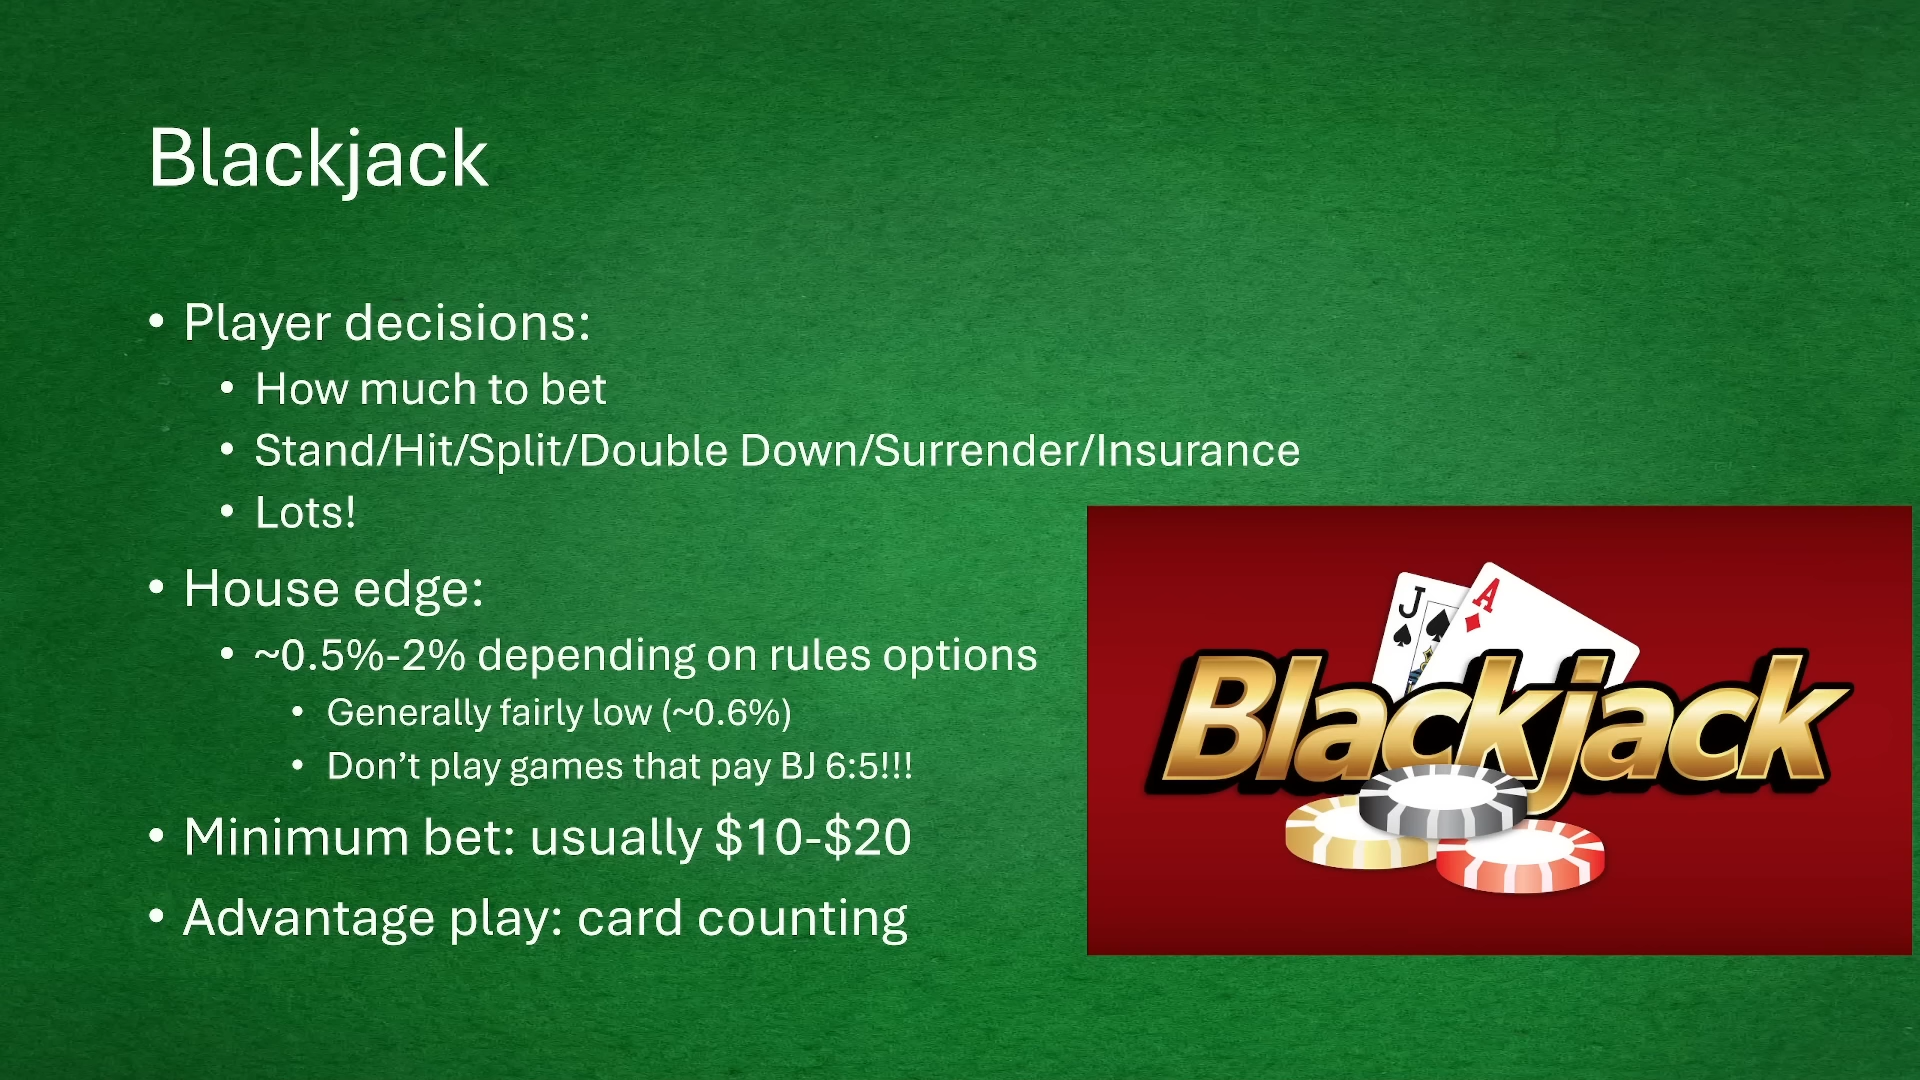 Blackjack
• Player decisions:
• How much to bet
• Stand/Hit/Split/Double Down/Surrender/Insurance
• Lots!
• House edge:
• ~0.5%-2% depending on rules options
• Generally fairly low (~0.6%)
• Don’t play games that pay BJ 6:5!!!
• Minimum bet: usually $10-$20
• Advantage play: card counting
J
A
Blackjack